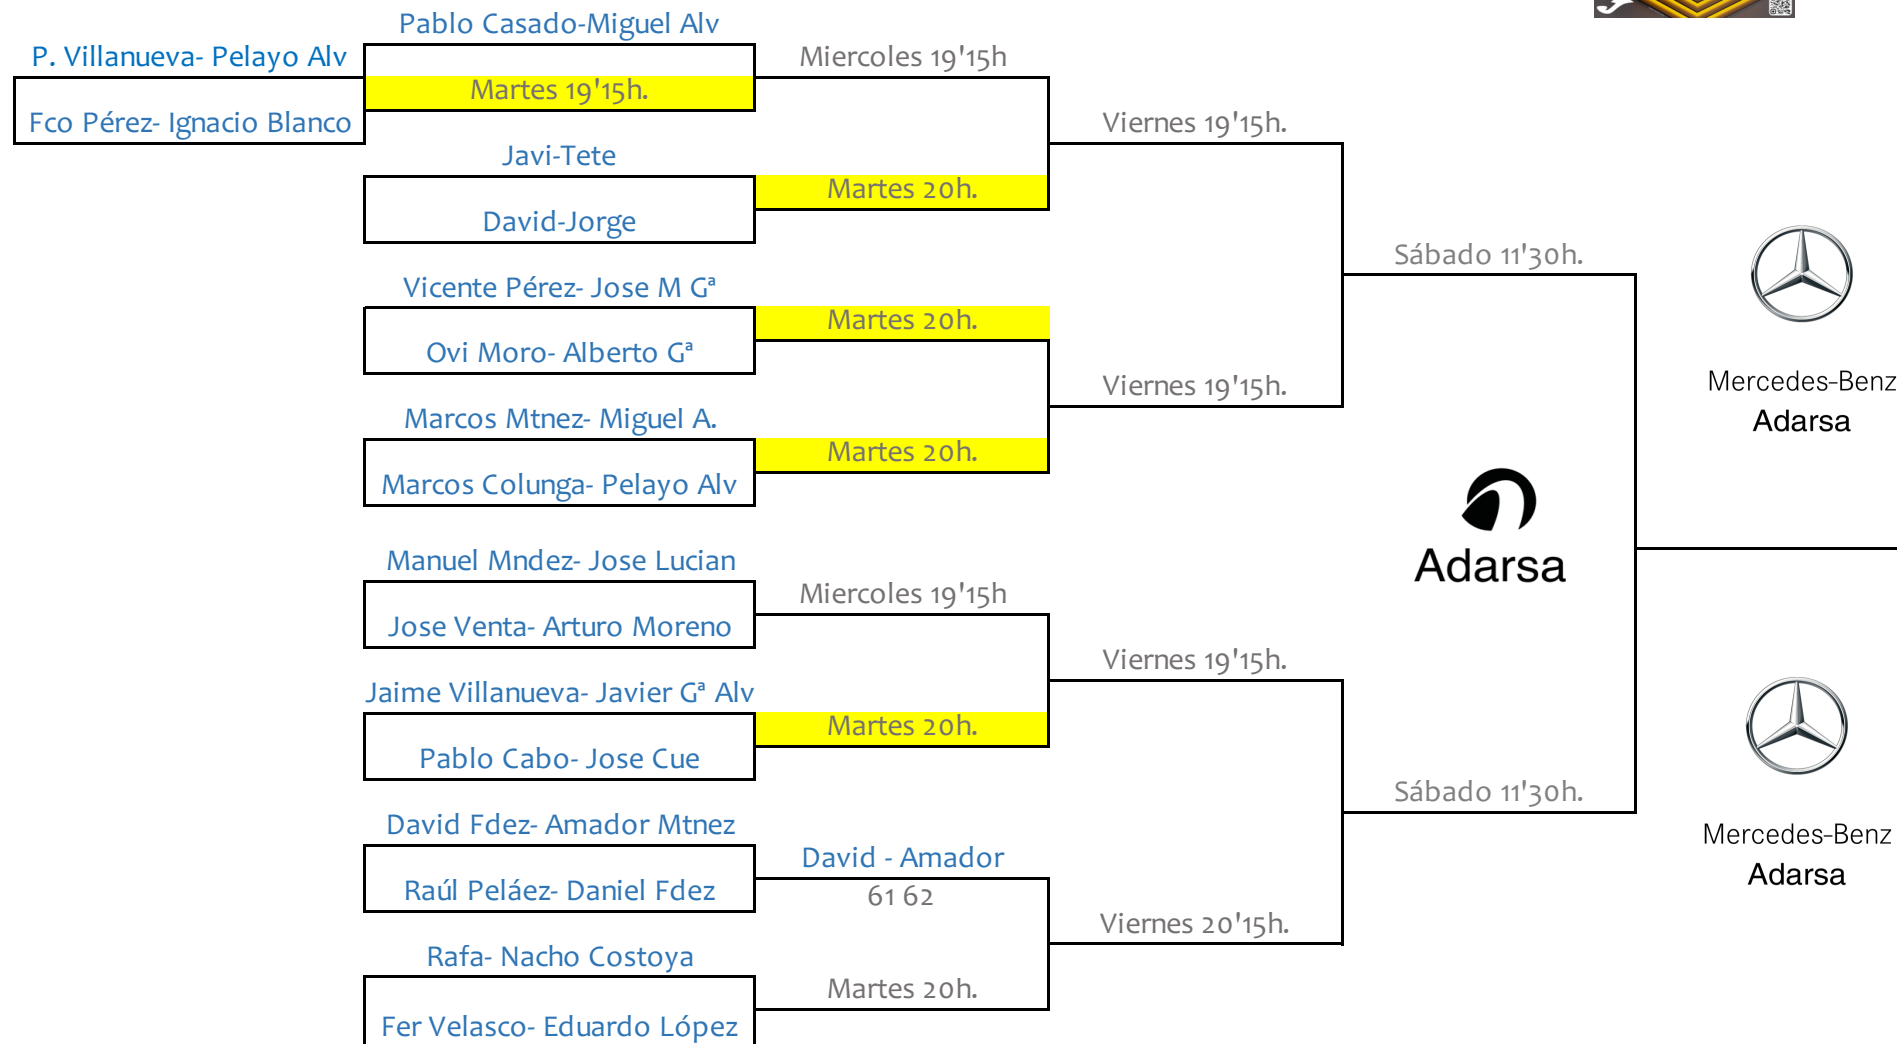 Pablo Casado-Miguel Alv
P. Villanueva- Pelayo Alv
Miercoles 19'15h
Martes 19'15h.
Fco Pérez- Ignacio Blanco
Viernes 19'15h.
Javi-Tete
Martes 20h.
David-Jorge
Sábado 11'30h.
Vicente Pérez- Jose M Gª
Martes 20h.
Ovi Moro- Alberto Gª
Viernes 19'15h.
Mercedes-Benz
Adarsa
Marcos Mtnez- Miguel A.
Martes 20h.
Marcos Colunga- Pelayo Alv
Adarsa
Manuel Mndez- Jose Lucian
Miercoles 19'15h
Jose Venta- Arturo Moreno
Viernes 19'15h.
Jaime Villanueva- Javier Gª Alv
Martes 20h.
Pablo Cabo- Jose Cue
Sábado 11'30h.
David Fdez- Amador Mtnez
Mercedes-Benz
Adarsa
David - Amador
Raúl Peláez- Daniel Fdez
61 62
Viernes 20'15h.
Rafa- Nacho Costoya
Martes 20h.
Fer Velasco- Eduardo López